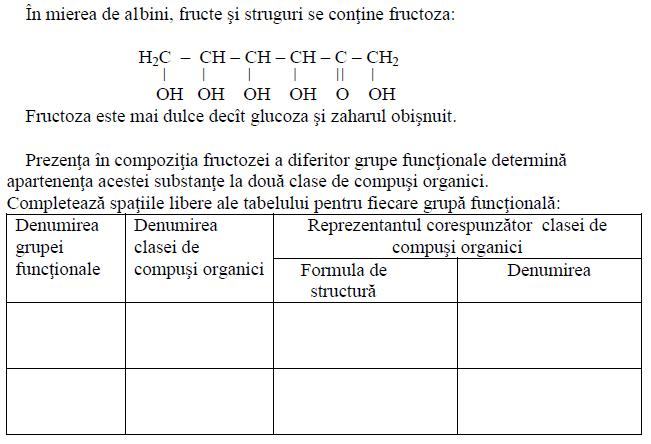 În mierea de albini, fructe şi struguri se conţine fructoza:
H₂C – CH – CH – CH – C – CH₂
| | | | || |
OH OH OH OH O OH
Fructoza este mai dulce decît glucoza şi zaharul obişnuit.
Prezenţa în compoziţia fructozei a diferitor grupe funcţionale determină
apartenenţa acestei substanţe la două clase de compuşi organici.
Completează spaţiile libere ale tabelului pentru fiecare grupă funcţională:
Denumirea
grupei
funcţionale
Denumirea
clasei de
compuşi organici
Reprezentantul corespunzător clasei de
compuşi organici
Formula de
structură
Denumirea